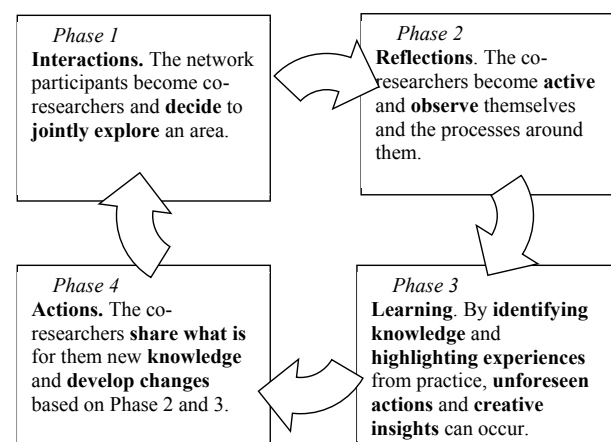 Phase 1
Interactions. The network
participants become co-
researchers and decide to
jointly explore an area.
Phase 2
Reflections. The co-
researchers become active
and observe themselves
and the processes around
them.
Phase 3
Learning. By identifying
knowledge and
highlighting experiences
from practice, unforeseen
actions and creative
insights can occur.
Phase 4
Actions. The co-
researchers share what is
for them new knowledge
and develop changes
based on Phase 2 and 3.